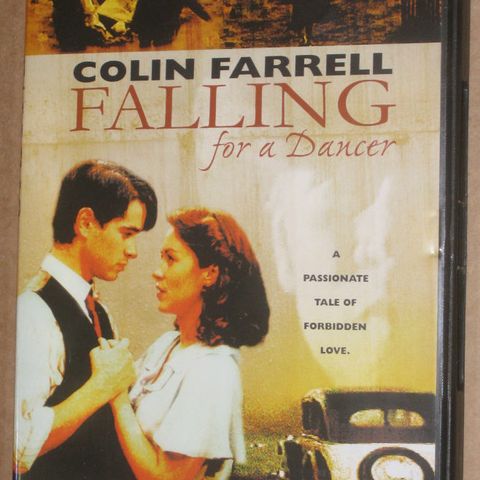 COLIN FARRELL
FALLING
for a Dancer
A
PASSIONATE
TALE OF
FORBIDDEN
LOVE.